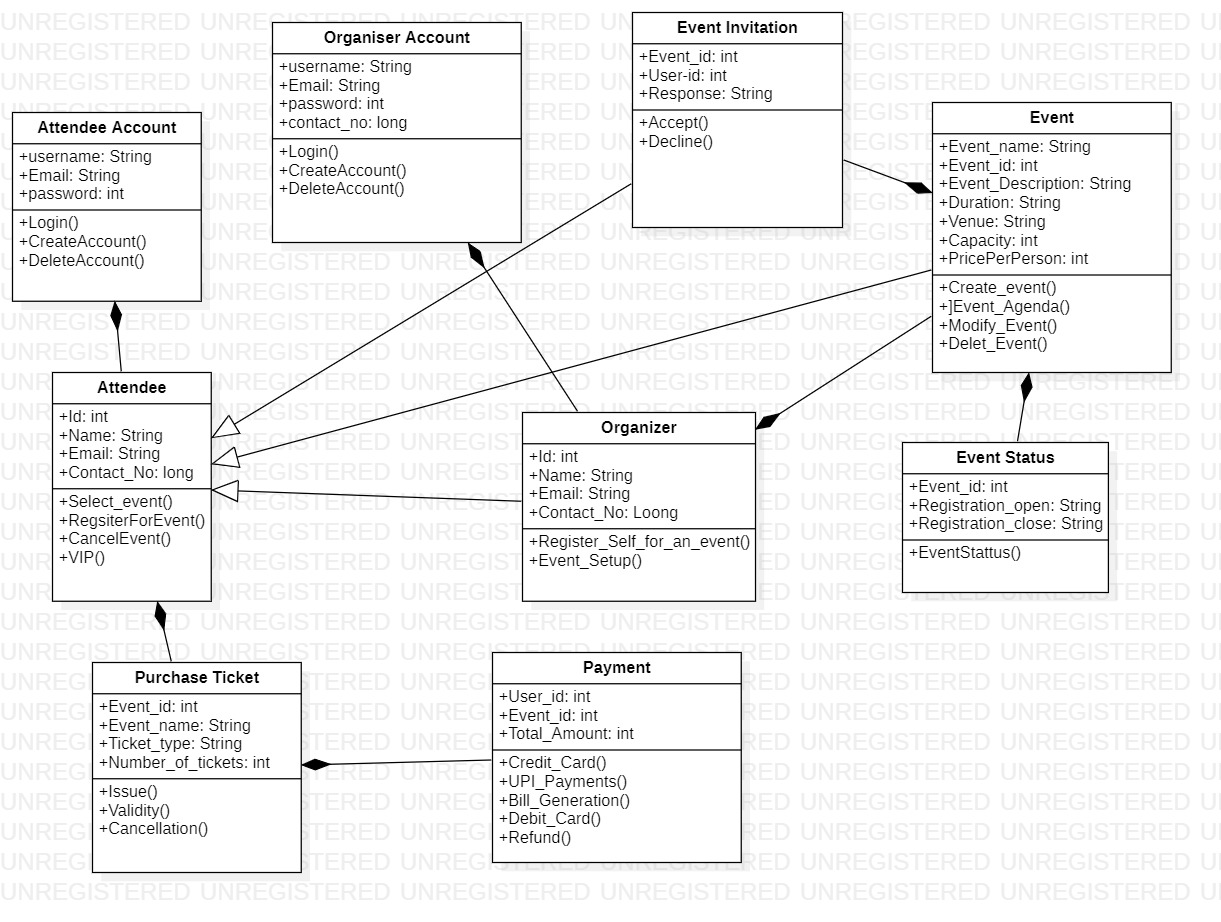 Organiser Account
+username: String
+Email: String
+password: int
+contact_no: long
+Login()
+CreateAccount()
+DeleteAccount()
Event Invitation
+Event_id: int
+User-id: int
+Response: String
+Accept()
+Decline()
Attendee Account
+username: String
+Email: String
+password: int
+Login()
+CreateAccount()
+DeleteAccount()
Event
+Event_name: String
+Event_id: int
+Event_Description: String
+Duration: String
+Venue: String
+Capacity: int
+PricePerPerson: int
+Create_event()
+]Event_Agenda()
+Modify_Event()
+Delet_Event()
Attendee
+Id: int
+Name: String
+Email: String
+Contact_No: long
+Select_event()
+RegsiterForEvent()
+CancelEvent()
+VIP()
Organizer
+Id: int
+Name: String
+Email: String
+Contact_No: Loong
+Register_Self_for_an_event()
+Event_Setup()
Event Status
+Event_id: int
+Registration_open: String
+Registration_close: String
+EventStattus()
Purchase Ticket
+Event_id: int
+Event_name: String
+Ticket_type: String
+Number_of_tickets: int
+Issue()
+Validity()
+Cancellation()
Payment
+User_id: int
+Event_id: int
+Total_Amount: int
+Credit_Card()
+UPI_Payments()
+Bill_Generation()
+Debit_Card()
+Refund()
UNREGISTERED